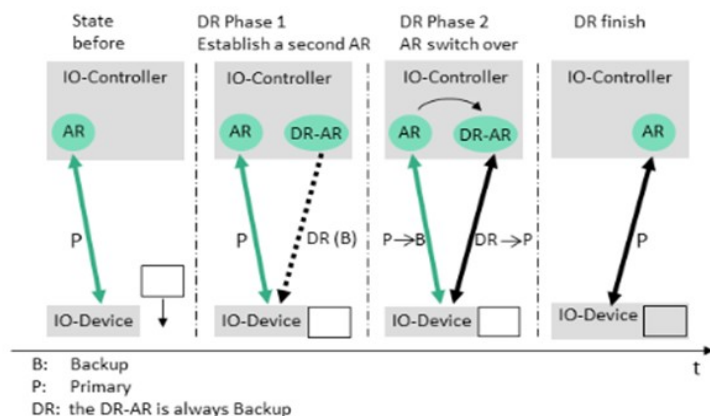 State before
DR Phase 1
Establish a second AR
DR Phase 2
AR switch over
DR finish
IO-Controller
IO-Controller
IO-Controller
IO-Controller
AR
AR
DR-AR
AR
DR-AR
AR
P
P
DR (B)
P→B
DR→P
P
IO-Device
IO-Device
IO-Device
IO-Device
t
B: Backup
P: Primary
DR: the DR-AR is always Backup